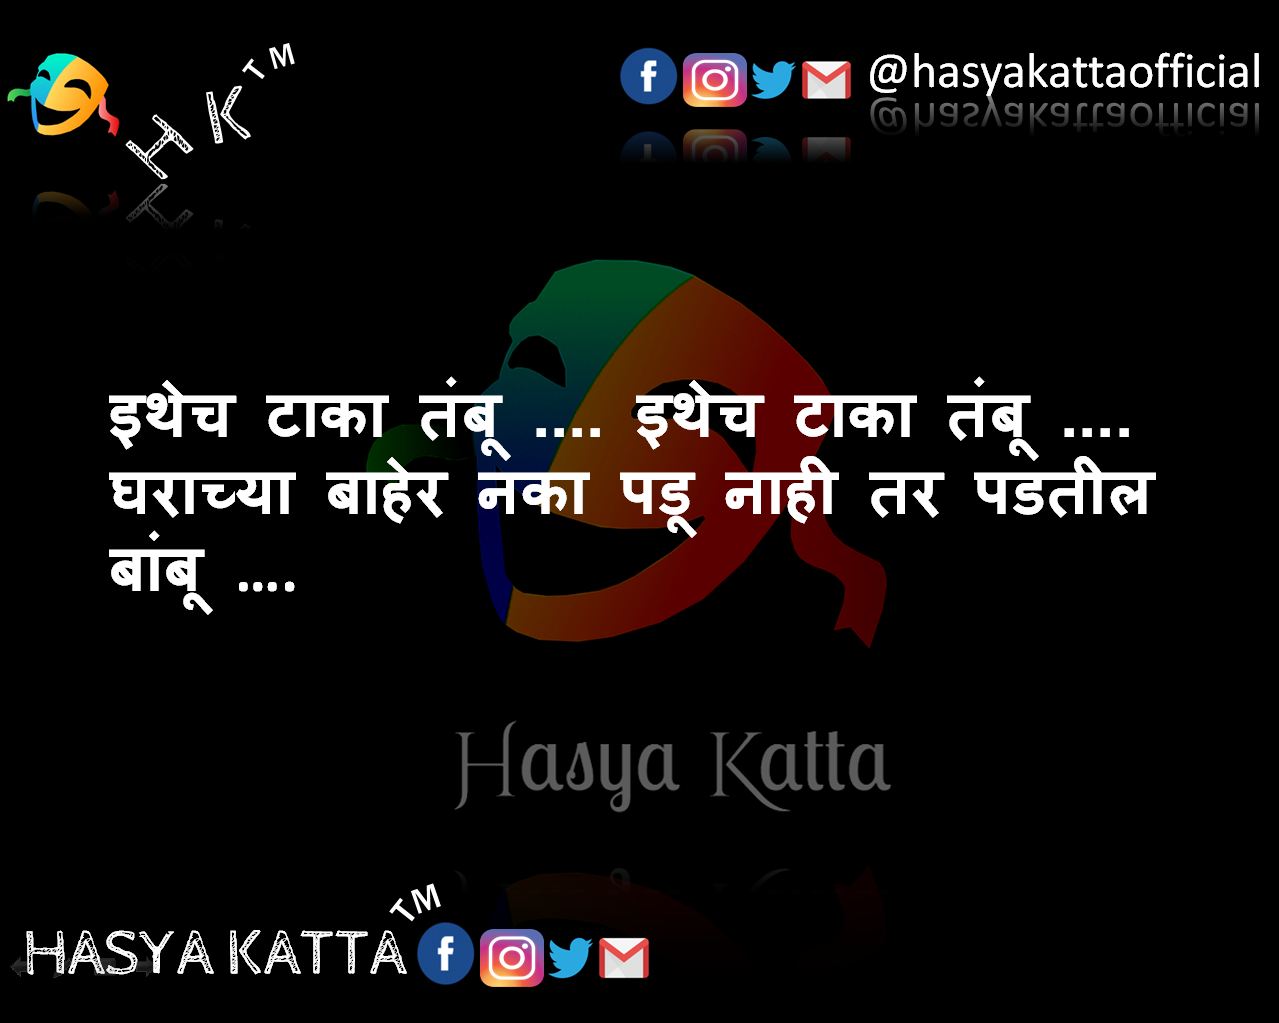 HK™
@hasyakattaofficial
इथेच टाका तंबू .... इथेच टाका तंबू ....
घराच्या बाहेर नका पडू नाही तर पडतील
बांबू ....
Hasya Katta
HASYA KATTA™